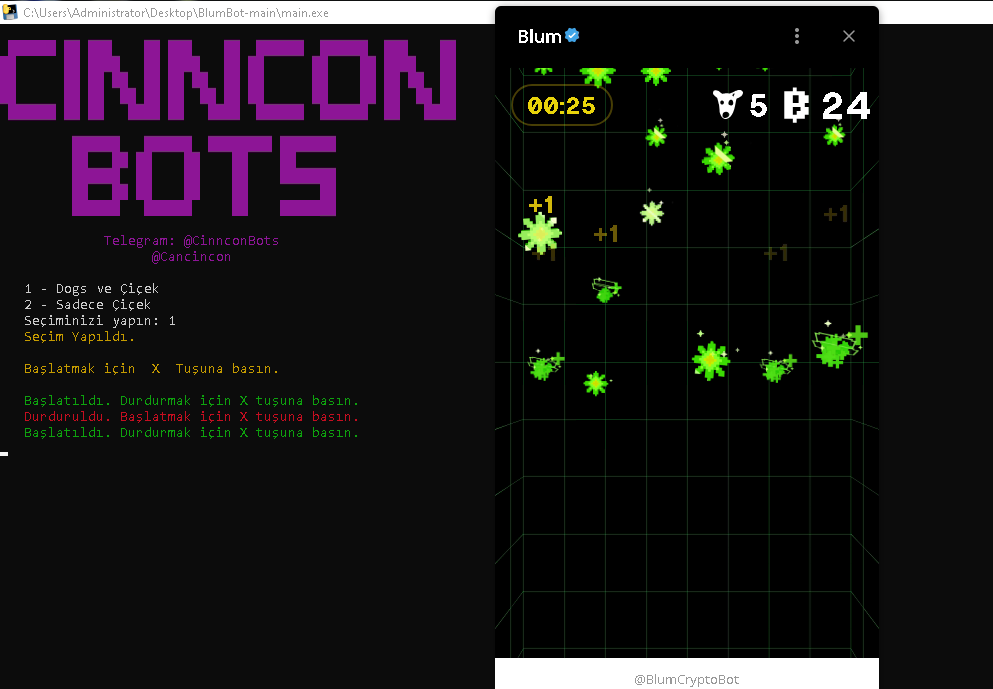 C:\Users\Administrator\Desktop\BlumBot-main\main.exe
CINNCON
BOTS
Telegram: @CinnconBots
@Cancincon
1 - Dogs ve Çiçek
2 - Sadece Çiçek
Seçiminizi yapın: 1
Seçim Yapıldı.
Başlatmak için X Tuşuna basın.
Başlatıldı. Durdurmak için X tuşuna basın.
Durduruldu. Başlatmak için X tuşuna basın.
Başlatıldı. Durdurmak için X tuşuna basın.
Blum
00:25 5 24
+1
+1
+1
+1
+1
@BlumCryptoBot